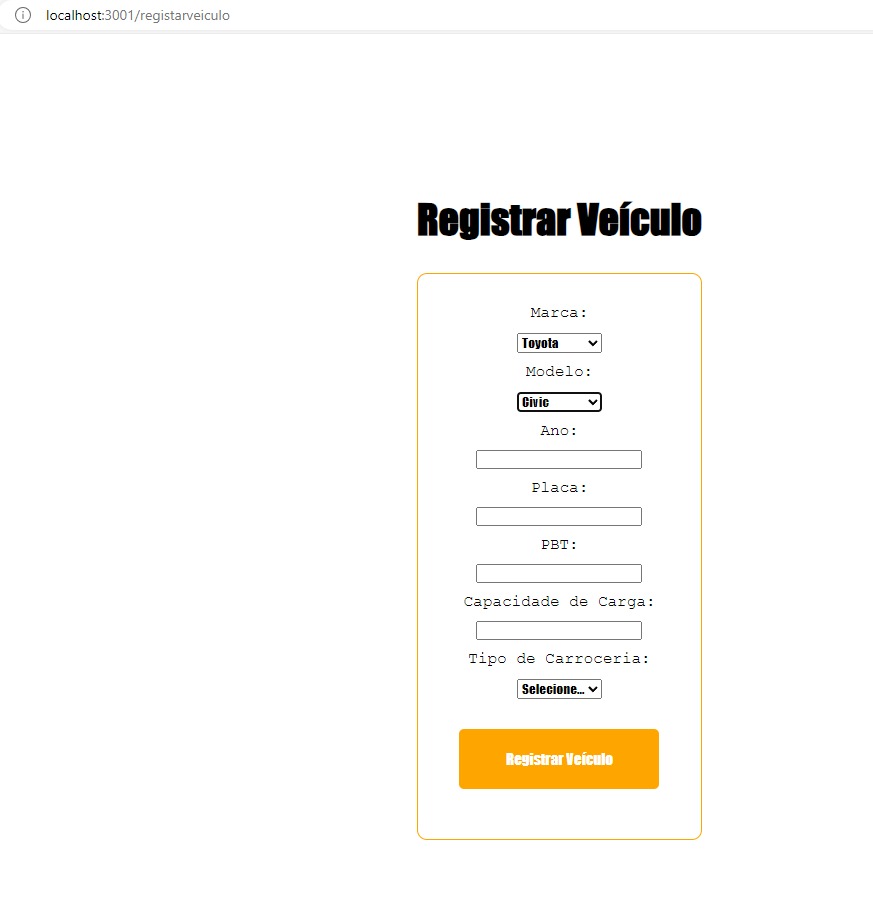 localhost:3001/registarveiculo
Registrar Veículo
Marca:
Toyota
Modelo:
Civic
Ano:
Placa:
PBT:
Capacidade de Carga:
Tipo de Carroceria:
Selecione...
Registrar Veículo